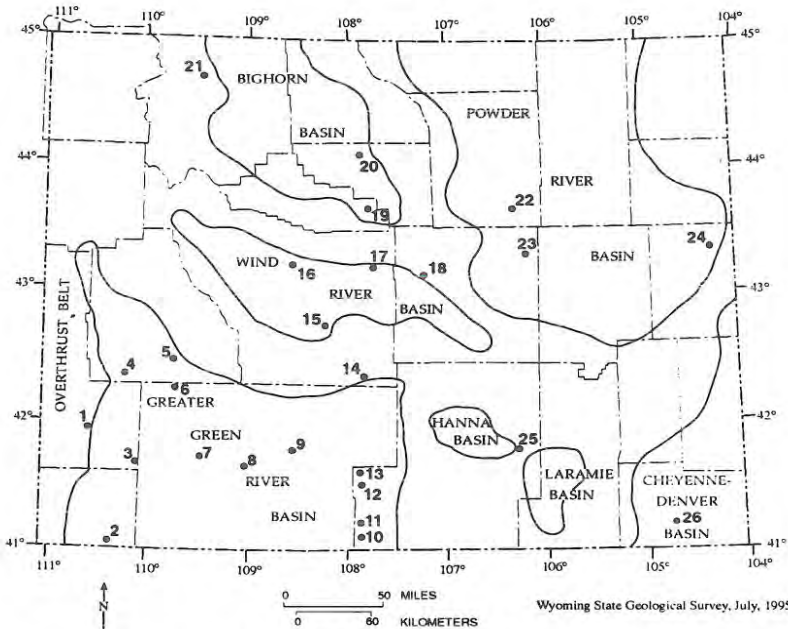 110° 109° 108° 107° 106° 105°
45° 45°
21
BIGHORN
BASIN
POWDER
44° 44°
20
RIVER
19
22
23
24
WIND
17
BASIN
16
18
43° 43°
RIVER
15
BASIN
OVERTHRUST BELT
5
4
14
6
GREATER
42° 42°
1
GREEN
HANNA
BASIN
25
3
7
8
9
13
12
RIVER
LARAMIE
BASIN
CHEYENNE-
DENVER
26
BASIN
BASIN
11
10
2
41° 41°
111° 110° 109° 108° 107° 106° 105° 104°
N
0 50 MILES
0 60 KILOMETERS
Wyoming State Geological Survey, July, 1995